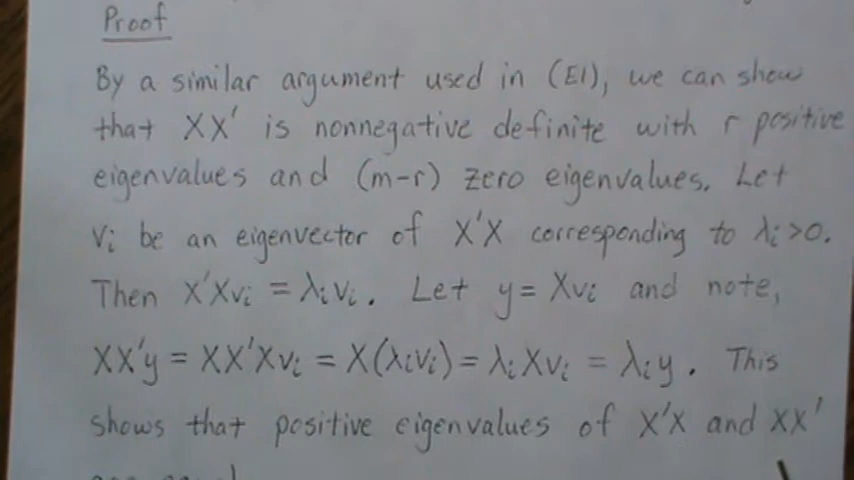 Proof
By a similar argument used in (E1), we can show
that XX' is nonnegative definite with r positive
eigenvalues and (m-r) zero eigenvalues. Let
vᵢ be an eigenvector of X'X corresponding to λᵢ>0.
Then X'Xvᵢ = λᵢvᵢ. Let y = Xvᵢ and note,
XX'y = XX'Xvᵢ = X(λᵢvᵢ) = λᵢXvᵢ = λᵢy. This
shows that positive eigenvalues of X'X and XX'